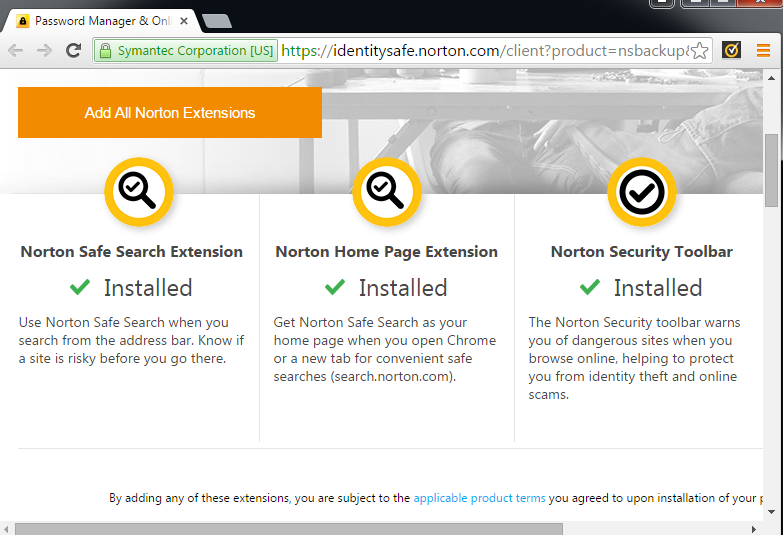 Password Manager & Onli
Symantec Corporation [US] https://identitysafe.norton.com/client?product=nsbackup&
Add All Norton Extensions
Norton Safe Search Extension
Installed
Use Norton Safe Search when you
search from the address bar. Know if
a site is risky before you go there.
Norton Home Page Extension
Installed
Get Norton Safe Search as your
home page when you open Chrome
or a new tab for convenient safe
searches (search.norton.com).
Norton Security Toolbar
Installed
The Norton Security toolbar warns
you of dangerous sites when you
browse online, helping to protect
you from identity theft and online
scams.
By adding any of these extensions, you are subject to the applicable product terms you agreed to upon installation of your p